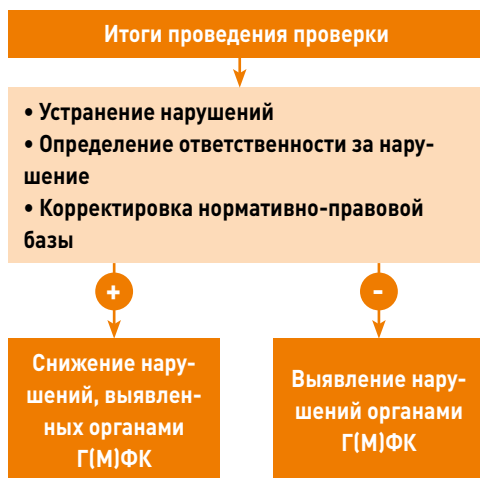 Итоги проведения проверки
• Устранение нарушений
• Определение ответственности за нару-
шение
• Корректировка нормативно-правовой
базы
+
-
Снижение нару-
шений, выявлен-
ных органами
Г(М)ФК
Выявление нару-
шений органами
Г(М)ФК